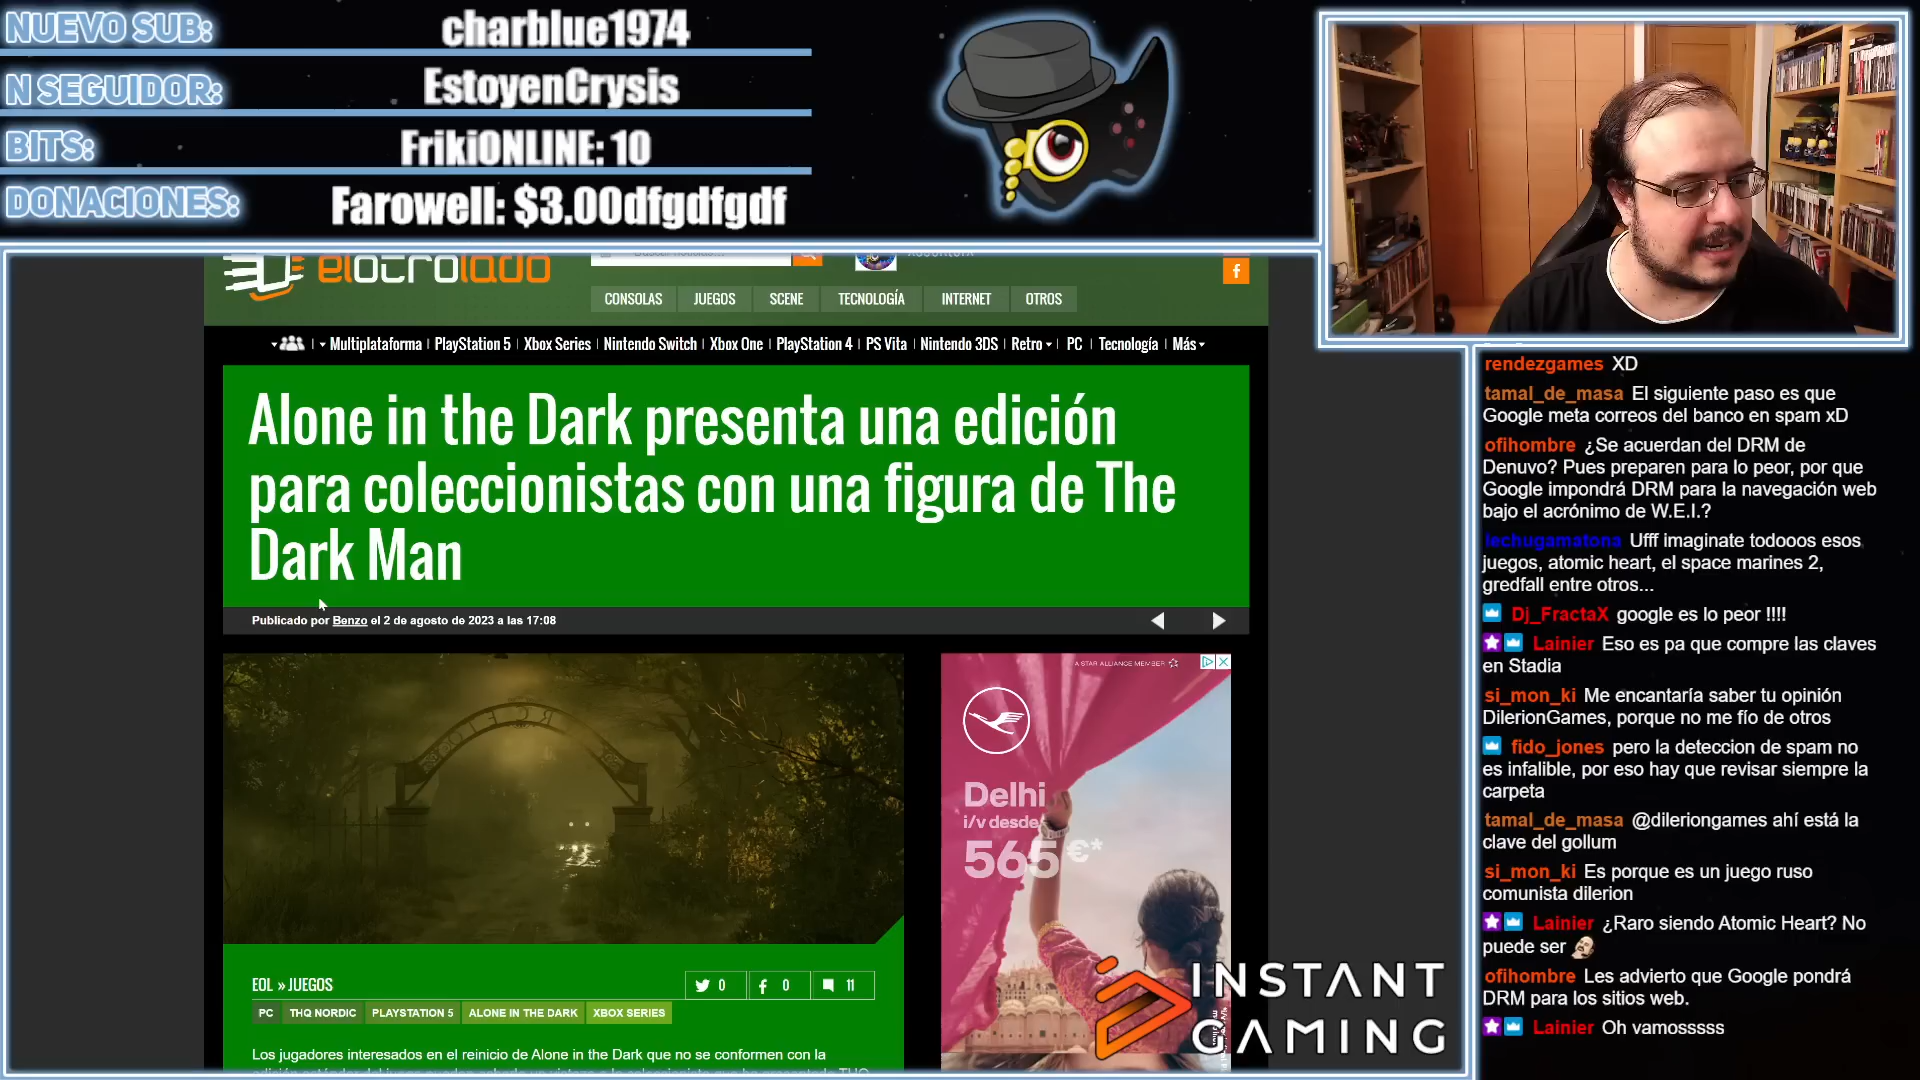 NUEVO SUB:
charblue1974
N SEGUIDOR:
EstoyenCrysis
BITS:
FrikiONLINE: 10
DONACIONES:
Farowell: $3.00dfgdfgdf
elotrolado
CONSOLAS
JUEGOS
SCENE
TECNOLOGÍA
INTERNET
OTROS
Multiplataforma | PlayStation 5 | Xbox Series | Nintendo Switch | Xbox One | PlayStation 4 | PS Vita | Nintendo 3DS | Retro | PC | Tecnología | Más
Alone in the Dark presenta una edición
para coleccionistas con una figura de The
Dark Man
Publicado por Benzo el 2 de agosto de 2023 a las 17:08
A STAR ALLIANCE MEMBER
Delhi
i/v desde
565€*
EOL » JUEGOS
0
0
11
PC
THQ NORDIC
PLAYSTATION 5
ALONE IN THE DARK
XBOX SERIES
Los jugadores interesados en el reinicio de Alone in the Dark que no se conformen con la
INSTANT
GAMING
rendezgames XD
tamal_de_masa El siguiente paso es que
Google meta correos del banco en spam xD
ofihombre ¿Se acuerdan del DRM de
Denuvo? Pues preparen para lo peor, por que
Google impondrá DRM para la navegación web
bajo el acrónimo de W.E.I.?
lechugamatona Ufff imaginate todooos esos
juegos, atomic heart, el space marines 2,
gredfall entre otros...
Dj_FractaX google es lo peor !!!!
Lainier Eso es pa que compre las claves
en Stadia
si_mon_ki Me encantaría saber tu opinión
DilerionGames, porque no me fío de otros
fido_jones pero la deteccion de spam no
es infalible, por eso hay que revisar siempre la
carpeta
tamal_de_masa @dileriongames ahí está la
clave del gollum
si_mon_ki Es porque es un juego ruso
comunista dilerion
Lainier ¿Raro siendo Atomic Heart? No
puede ser
ofihombre Les advierto que Google pondrá
DRM para los sitios web.
Lainier Oh vamosssss